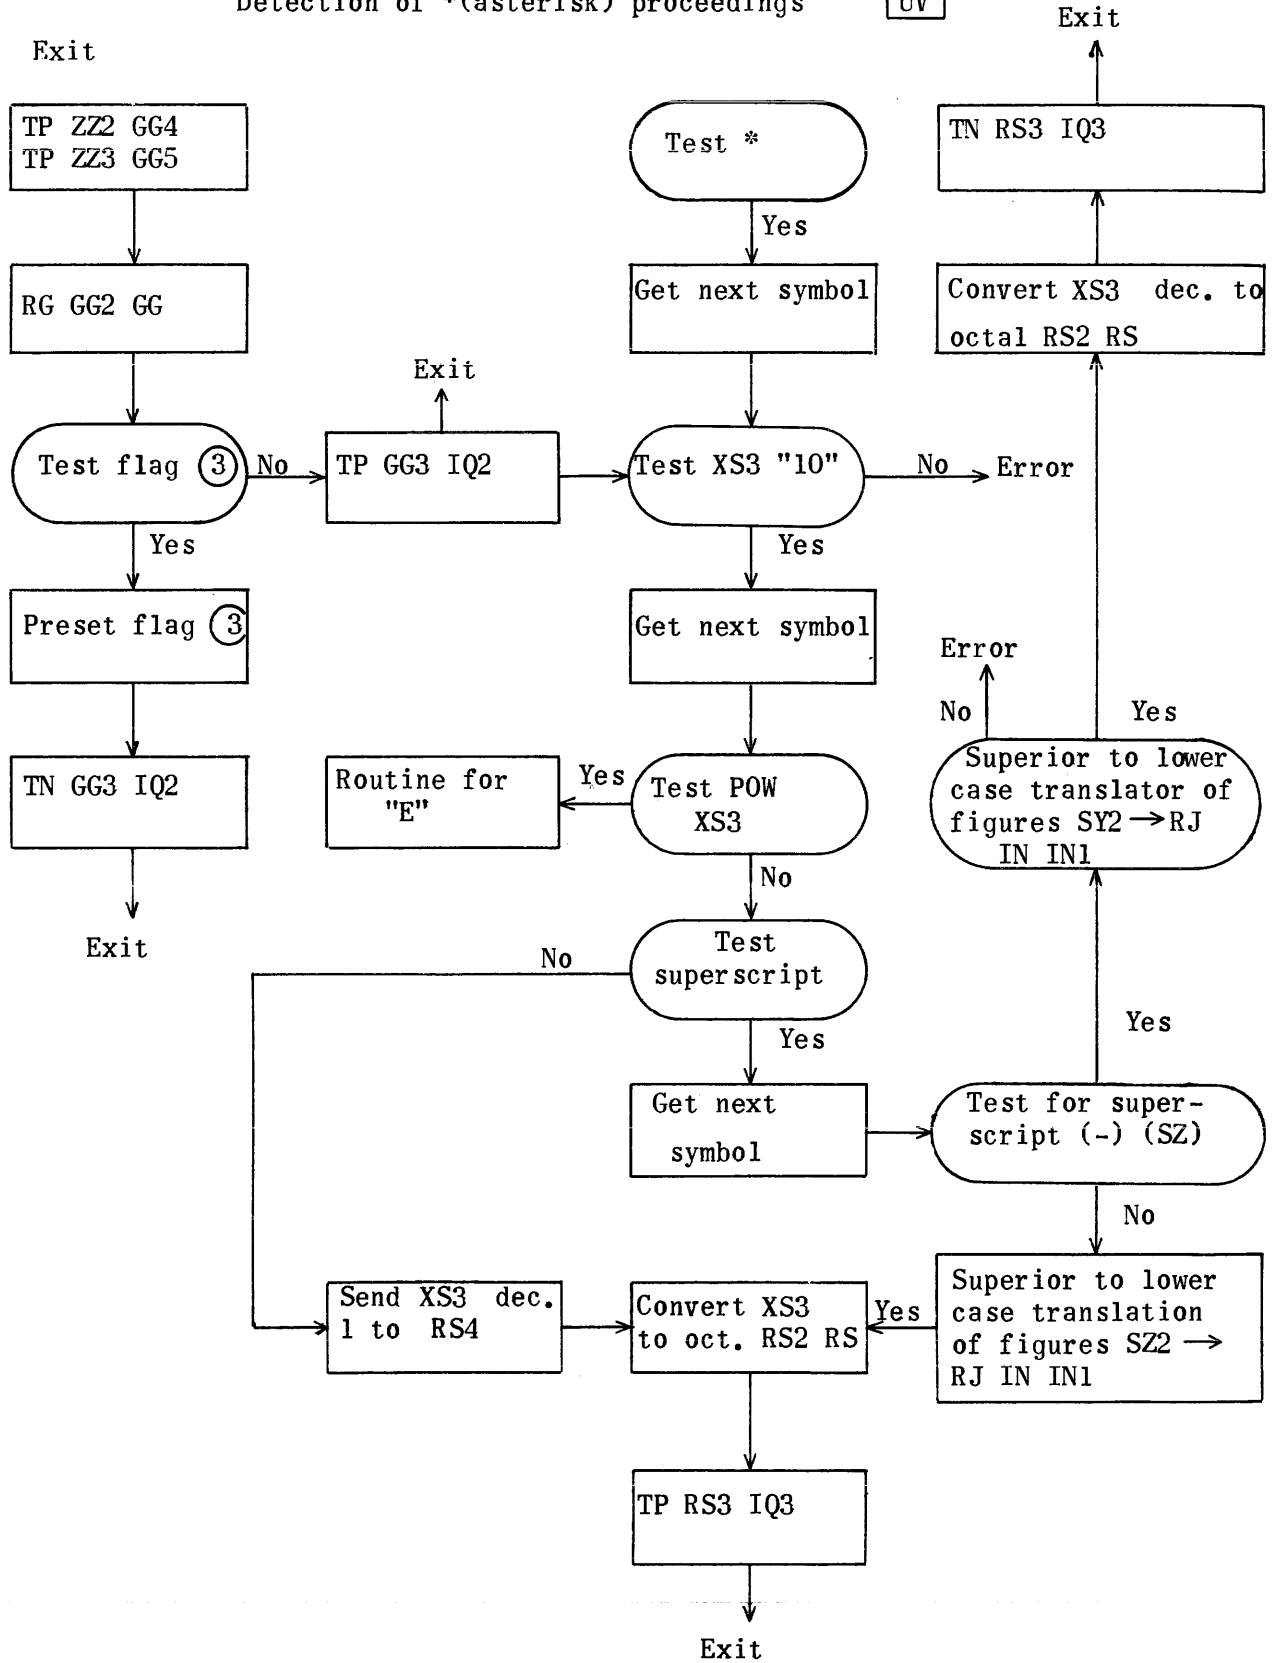 Detection of *(asterisk) proceedings
UV
Exit
Exit
TP ZZ2 GG4
TP ZZ3 GG5
Test *
TN RS3 IQ3
Yes
RG GG2 GG
Get next symbol
Convert XS3 dec. to
octal RS2 RS
Exit
Test flag 3
No
TP GG3 IQ2
Test XS3 "10"
No
Error
Yes
Yes
Preset flag 3
Get next symbol
Error
No
Yes
TN GG3 IQ2
Routine for
"E"
Yes
Test POW
XS3
Superior to lower
case translator of
figures SY2 → RJ
IN IN1
No
Exit
No
Test
superscript
Yes
Yes
Get next
symbol
Test for super-
script (-) (SZ)
No
Send XS3 dec.
1 to RS4
Convert XS3
to oct. RS2 RS
Yes
Superior to lower
case translation
of figures SZ2 →
RJ IN IN1
TP RS3 IQ3
Exit